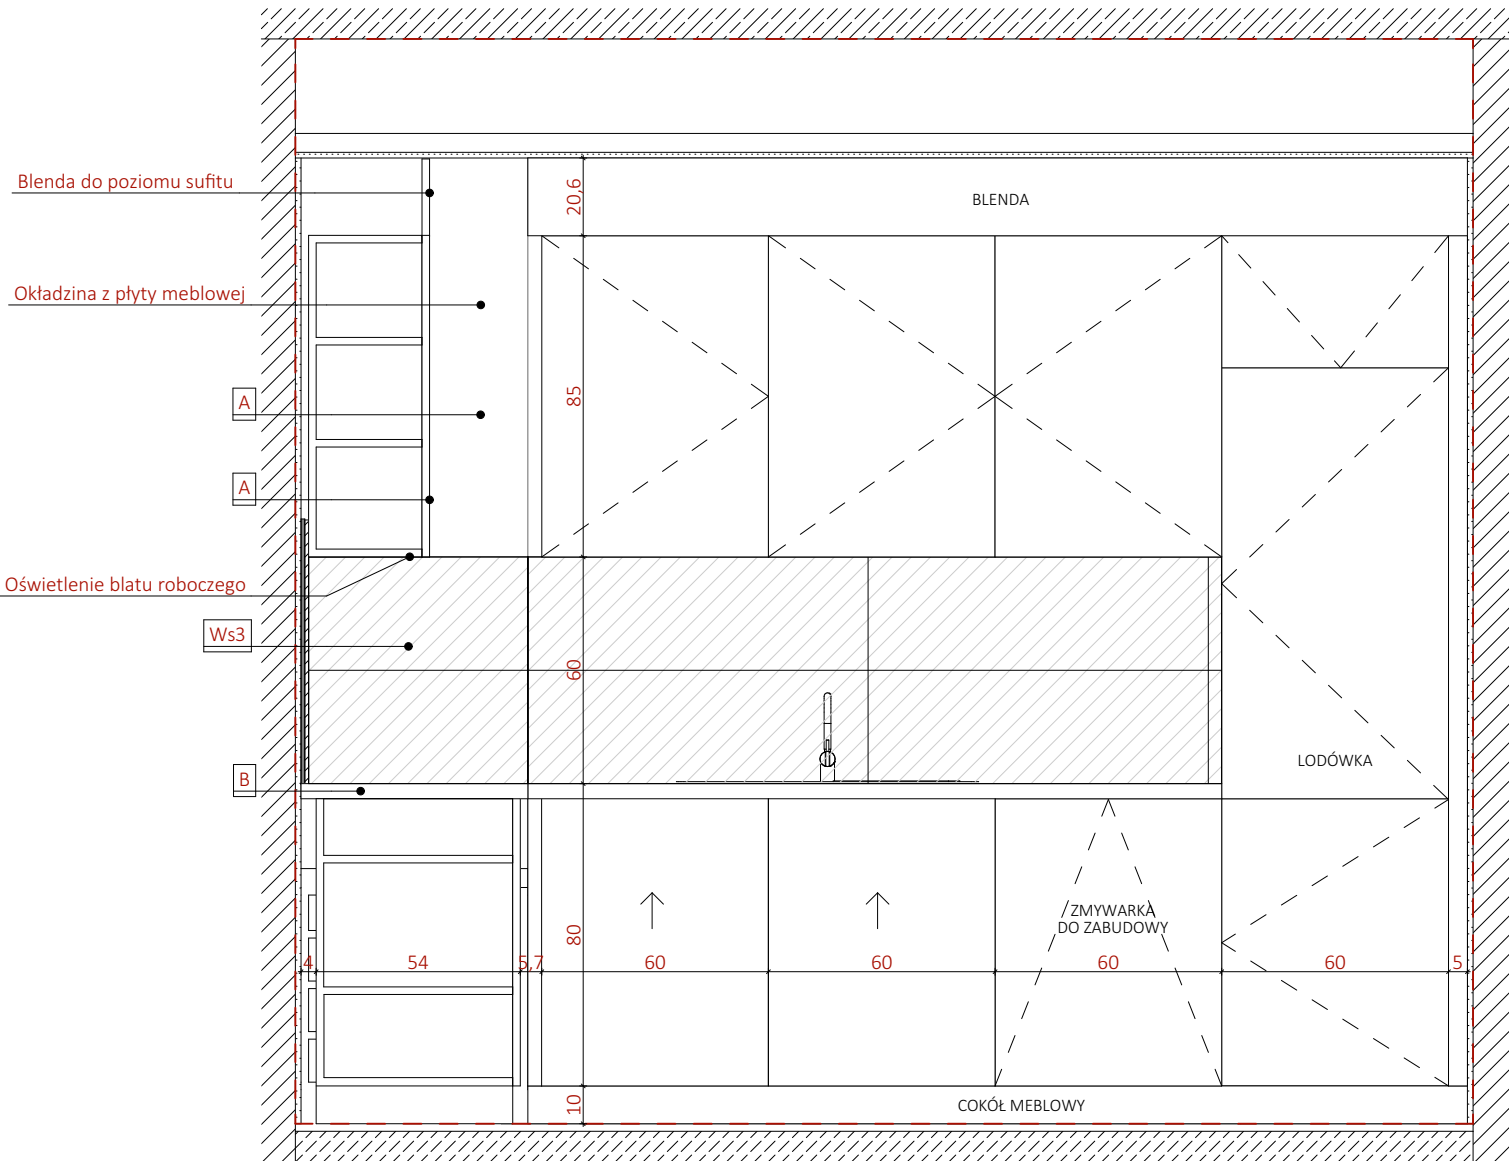 Blenda do poziomu sufitu
20,6
BLENDA
Okładzina z płyty meblowej
A
85
A
Oświetlenie blatu roboczego
Ws3
60
LODÓWKA
B
ZMYWARKA
DO ZABUDOWY
80
4 54 5,7 60 60 60 60 5
10
COKÓŁ MEBLOWY